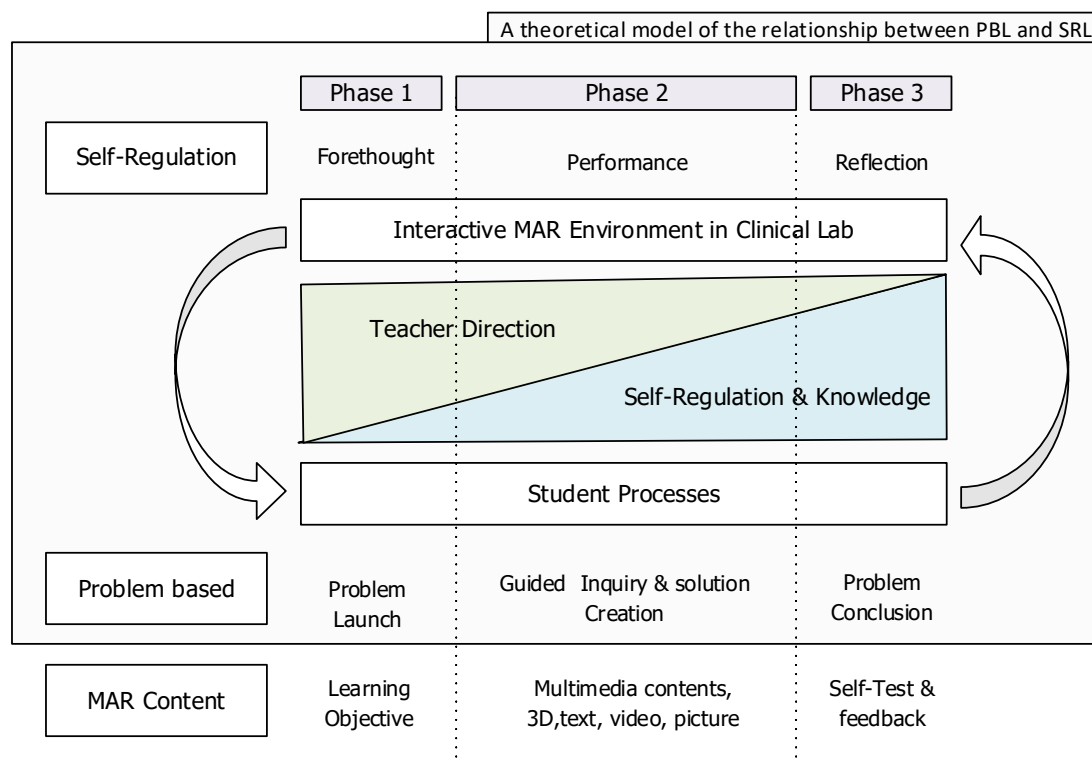 A theoretical model of the relationship between PBL and SRL
Phase 1
Phase 2
Phase 3
Self-Regulation
Forethought
Performance
Reflection
Interactive MAR Environment in Clinical Lab
Teacher Direction
Self-Regulation & Knowledge
Student Processes
Problem based
Problem
Launch
Guided Inquiry & solution
Creation
Problem
Conclusion
MAR Content
Learning
Objective
Multimedia contents,
3D,text, video, picture
Self-Test &
feedback